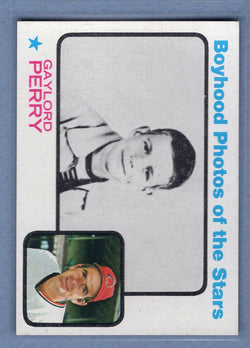 Boyhood Photos of the Stars
GAYLORD
PERRY